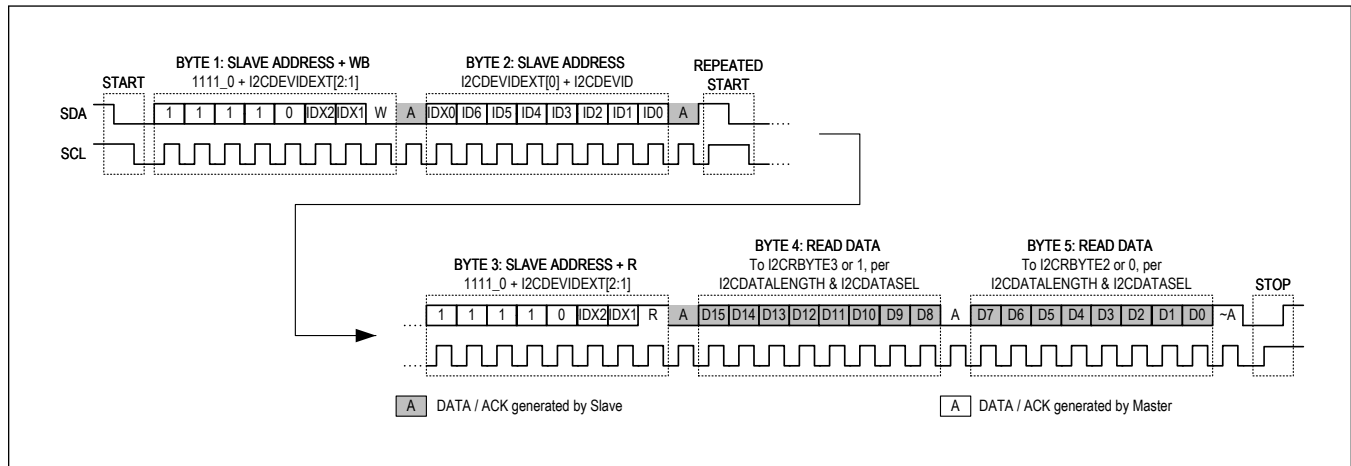 BYTE 1: SLAVE ADDRESS + WB
1111_0 + I2CDEVIDEXT[2:1]
BYTE 2: SLAVE ADDRESS
I2CDEVIDEXT[0] + I2CDEVID
START
REPEATED
START
SDA 1 1 1 1 0 IDX2 IDX1 W A IDX0 ID6 ID5 ID4 ID3 ID2 ID1 ID0 A ....
SCL ....
BYTE 3: SLAVE ADDRESS + R
1111_0 + I2CDEVIDEXT[2:1]
BYTE 4: READ DATA
To I2CRBYTE3 or 1, per
I2CDATALENGTH & I2CDATASEL
BYTE 5: READ DATA
To I2CRBYTE2 or 0, per
I2CDATALENGTH & I2CDATASEL
STOP
.... 1 1 1 1 0 IDX2 IDX1 R A D15 D14 D13 D12 D11 D10 D9 D8 A D7 D6 D5 D4 D3 D2 D1 D0 ~A
....
A DATA / ACK generated by Slave
A DATA / ACK generated by Master